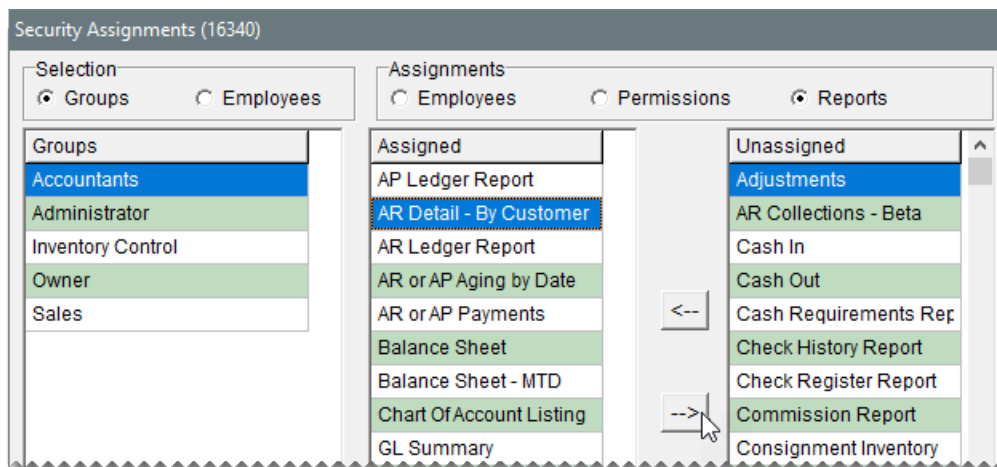 Security Assignments (16340)
Selection
Groups Employees
Assignments
Employees Permissions Reports
Groups
Accountants
Administrator
Inventory Control
Owner
Sales
Assigned
AP Ledger Report
AR Detail - By Customer
AR Ledger Report
AR or AP Aging by Date
AR or AP Payments
Balance Sheet
Balance Sheet - MTD
Chart Of Account Listing
GL Summary
<--
-->
Unassigned
Adjustments
AR Collections - Beta
Cash In
Cash Out
Cash Requirements Rep
Check History Report
Check Register Report
Commission Report
Consignment Inventory